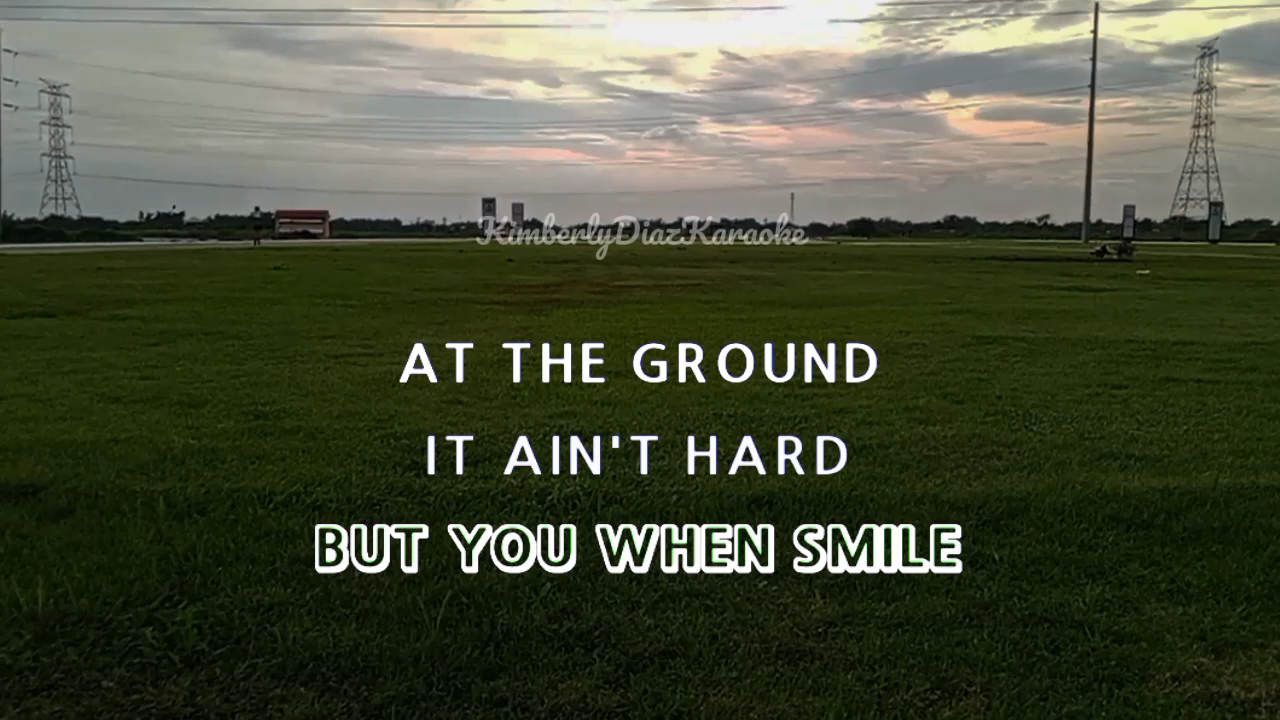 KimberlyDiazKaraoke
AT THE GROUND
IT AIN'T HARD
BUT YOU WHEN SMILE